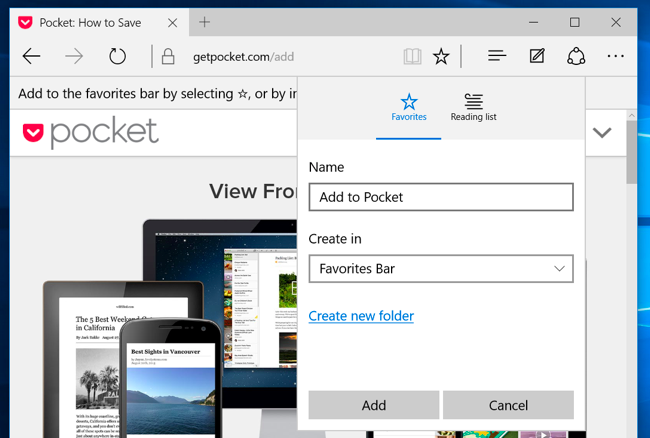 Pocket: How to Save
getpocket.com/add
Add to the favorites bar by selecting ☆, or by i
Favorites
Reading list
pocket
Name
View Fro
Add to Pocket
Create in
Favorites Bar
Create new folder
The 5 Best Weekend
in California
Best Sights in Vancouver
Add
Cancel